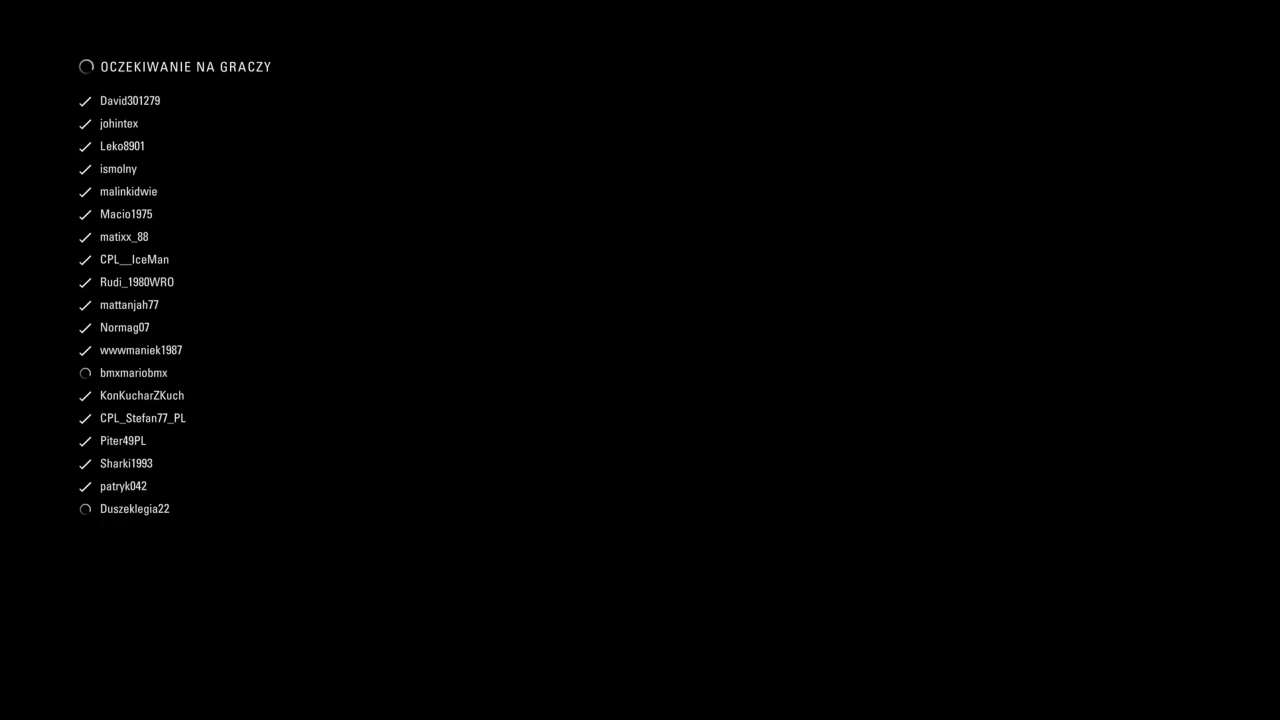 OCZEKIWANIE NA GRACZY
David301279
johintex
Leko8901
ismolny
malinkidwie
Macio1975
matixx_88
CPL__IceMan
Rudi_1980WRO
mattanjah77
Normag07
wwwmaniek1987
bmxmariobmx
KonKucharZKuch
CPL_Stefan77_PL
Piter49PL
Sharki1993
patryk042
Duszeklegia22